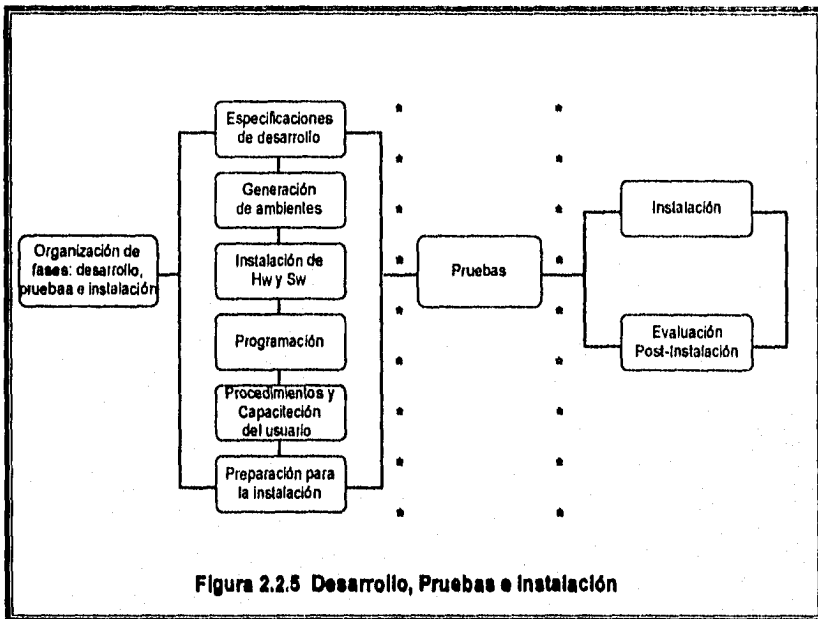 Organización de
fases: desarrollo,
pruebas e instalación
Especificaciones
de desarrollo
Generación
de ambientes
Instalación de
Hw y Sw
Programación
Procedimientos y
Capacitación
del usuario
Preparación para
la instalación
Pruebas
Instalación
Evaluación
Post-Instalación
Figura 2.2.5 Desarrollo, Pruebas e Instalación